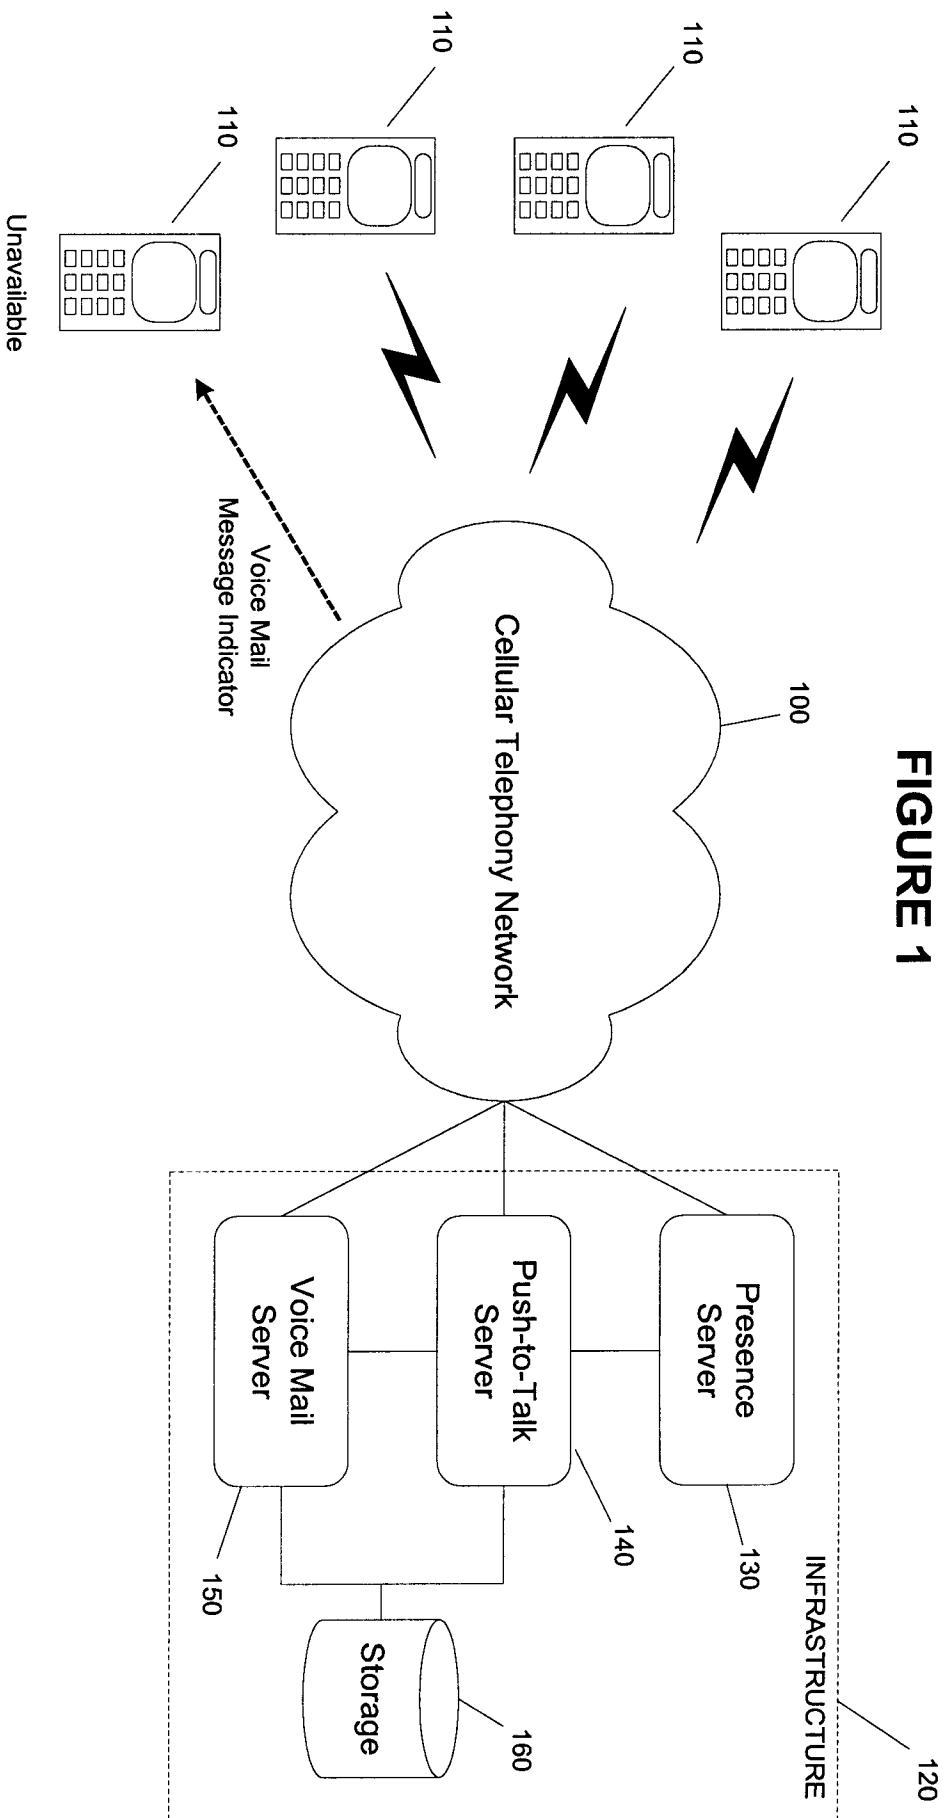 FIGURE 1
110
110
110
110
Unavailable
Voice Mail
Message Indicator
100
Cellular Telephony Network
INFRASTRUCTURE
120
Presence
Server
130
Push-to-Talk
Server
140
Voice Mail
Server
150
Storage
160